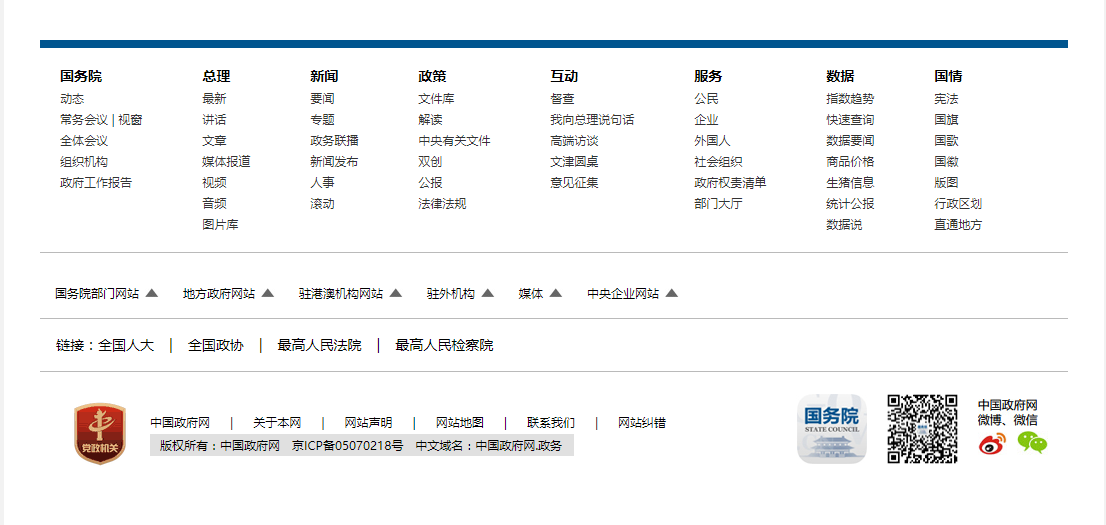 国务院 总理 新闻 政策 互动 服务 数据 国情
动态 最新 要闻 文件库 督查 公民 指数趋势 宪法
常务会议 | 视窗 讲话 专题 解读 我向总理说句话 企业 快速查询 国旗
全体会议 文章 政务联播 中央有关文件 高端访谈 外国人 数据要闻 国歌
组织机构 媒体报道 新闻发布 双创 文津圆桌 社会组织 商品价格 国徽
政府工作报告 视频 人事 公报 意见征集 政府权责清单 生猪信息 版图
音频 滚动 法律法规 部门大厅 统计公报 行政区划
图片库 数据说 直通地方
国务院部门网站 地方政府网站 驻港澳机构网站 驻外机构 媒体 中央企业网站
链接：全国人大 | 全国政协 | 最高人民法院 | 最高人民检察院
中国政府网 | 关于本网 | 网站声明 | 网站地图 | 联系我们 | 网站纠错
版权所有：中国政府网 京ICP备05070218号 中文域名：中国政府网.政务
党政机关
国务院
STATE COUNCIL
中国政府网
微博、微信